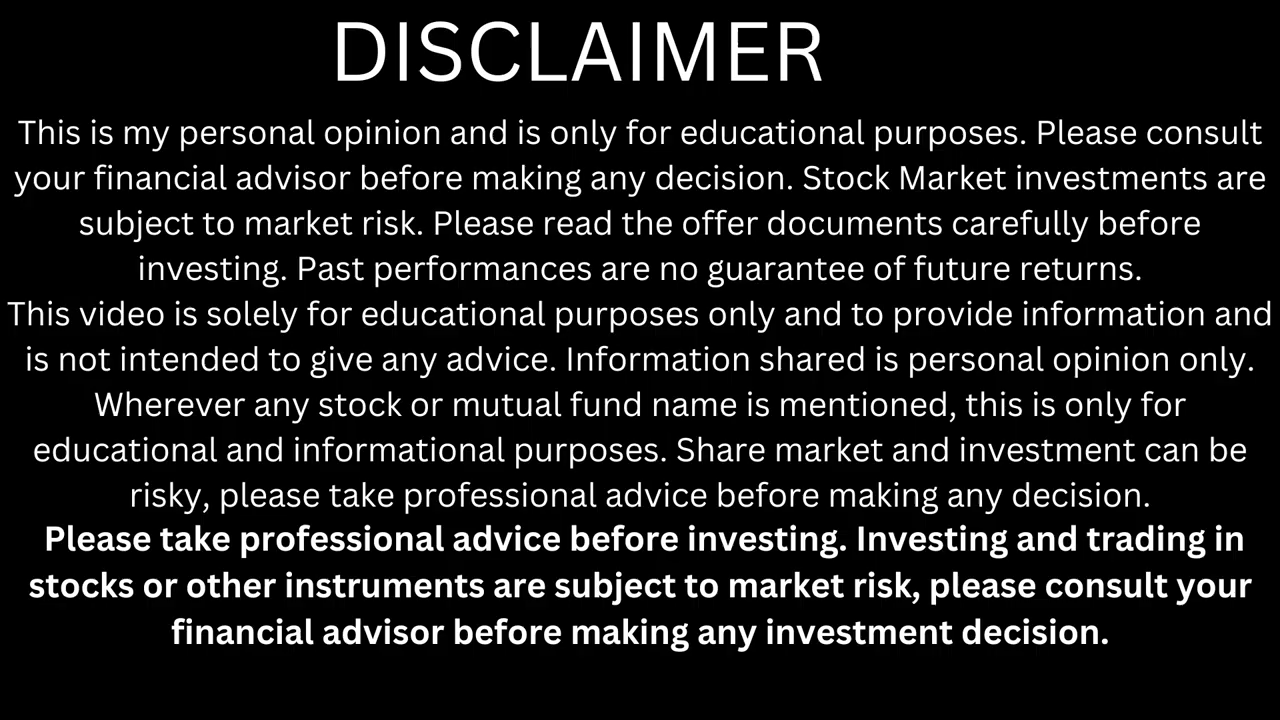 DISCLAIMER
This is my personal opinion and is only for educational purposes. Please consult
your financial advisor before making any decision. Stock Market investments are
subject to market risk. Please read the offer documents carefully before
investing. Past performances are no guarantee of future returns.
This video is solely for educational purposes only and to provide information and
is not intended to give any advice. Information shared is personal opinion only.
Wherever any stock or mutual fund name is mentioned, this is only for
educational and informational purposes. Share market and investment can be
risky, please take professional advice before making any decision.
Please take professional advice before investing. Investing and trading in
stocks or other instruments are subject to market risk, please consult your
financial advisor before making any investment decision.